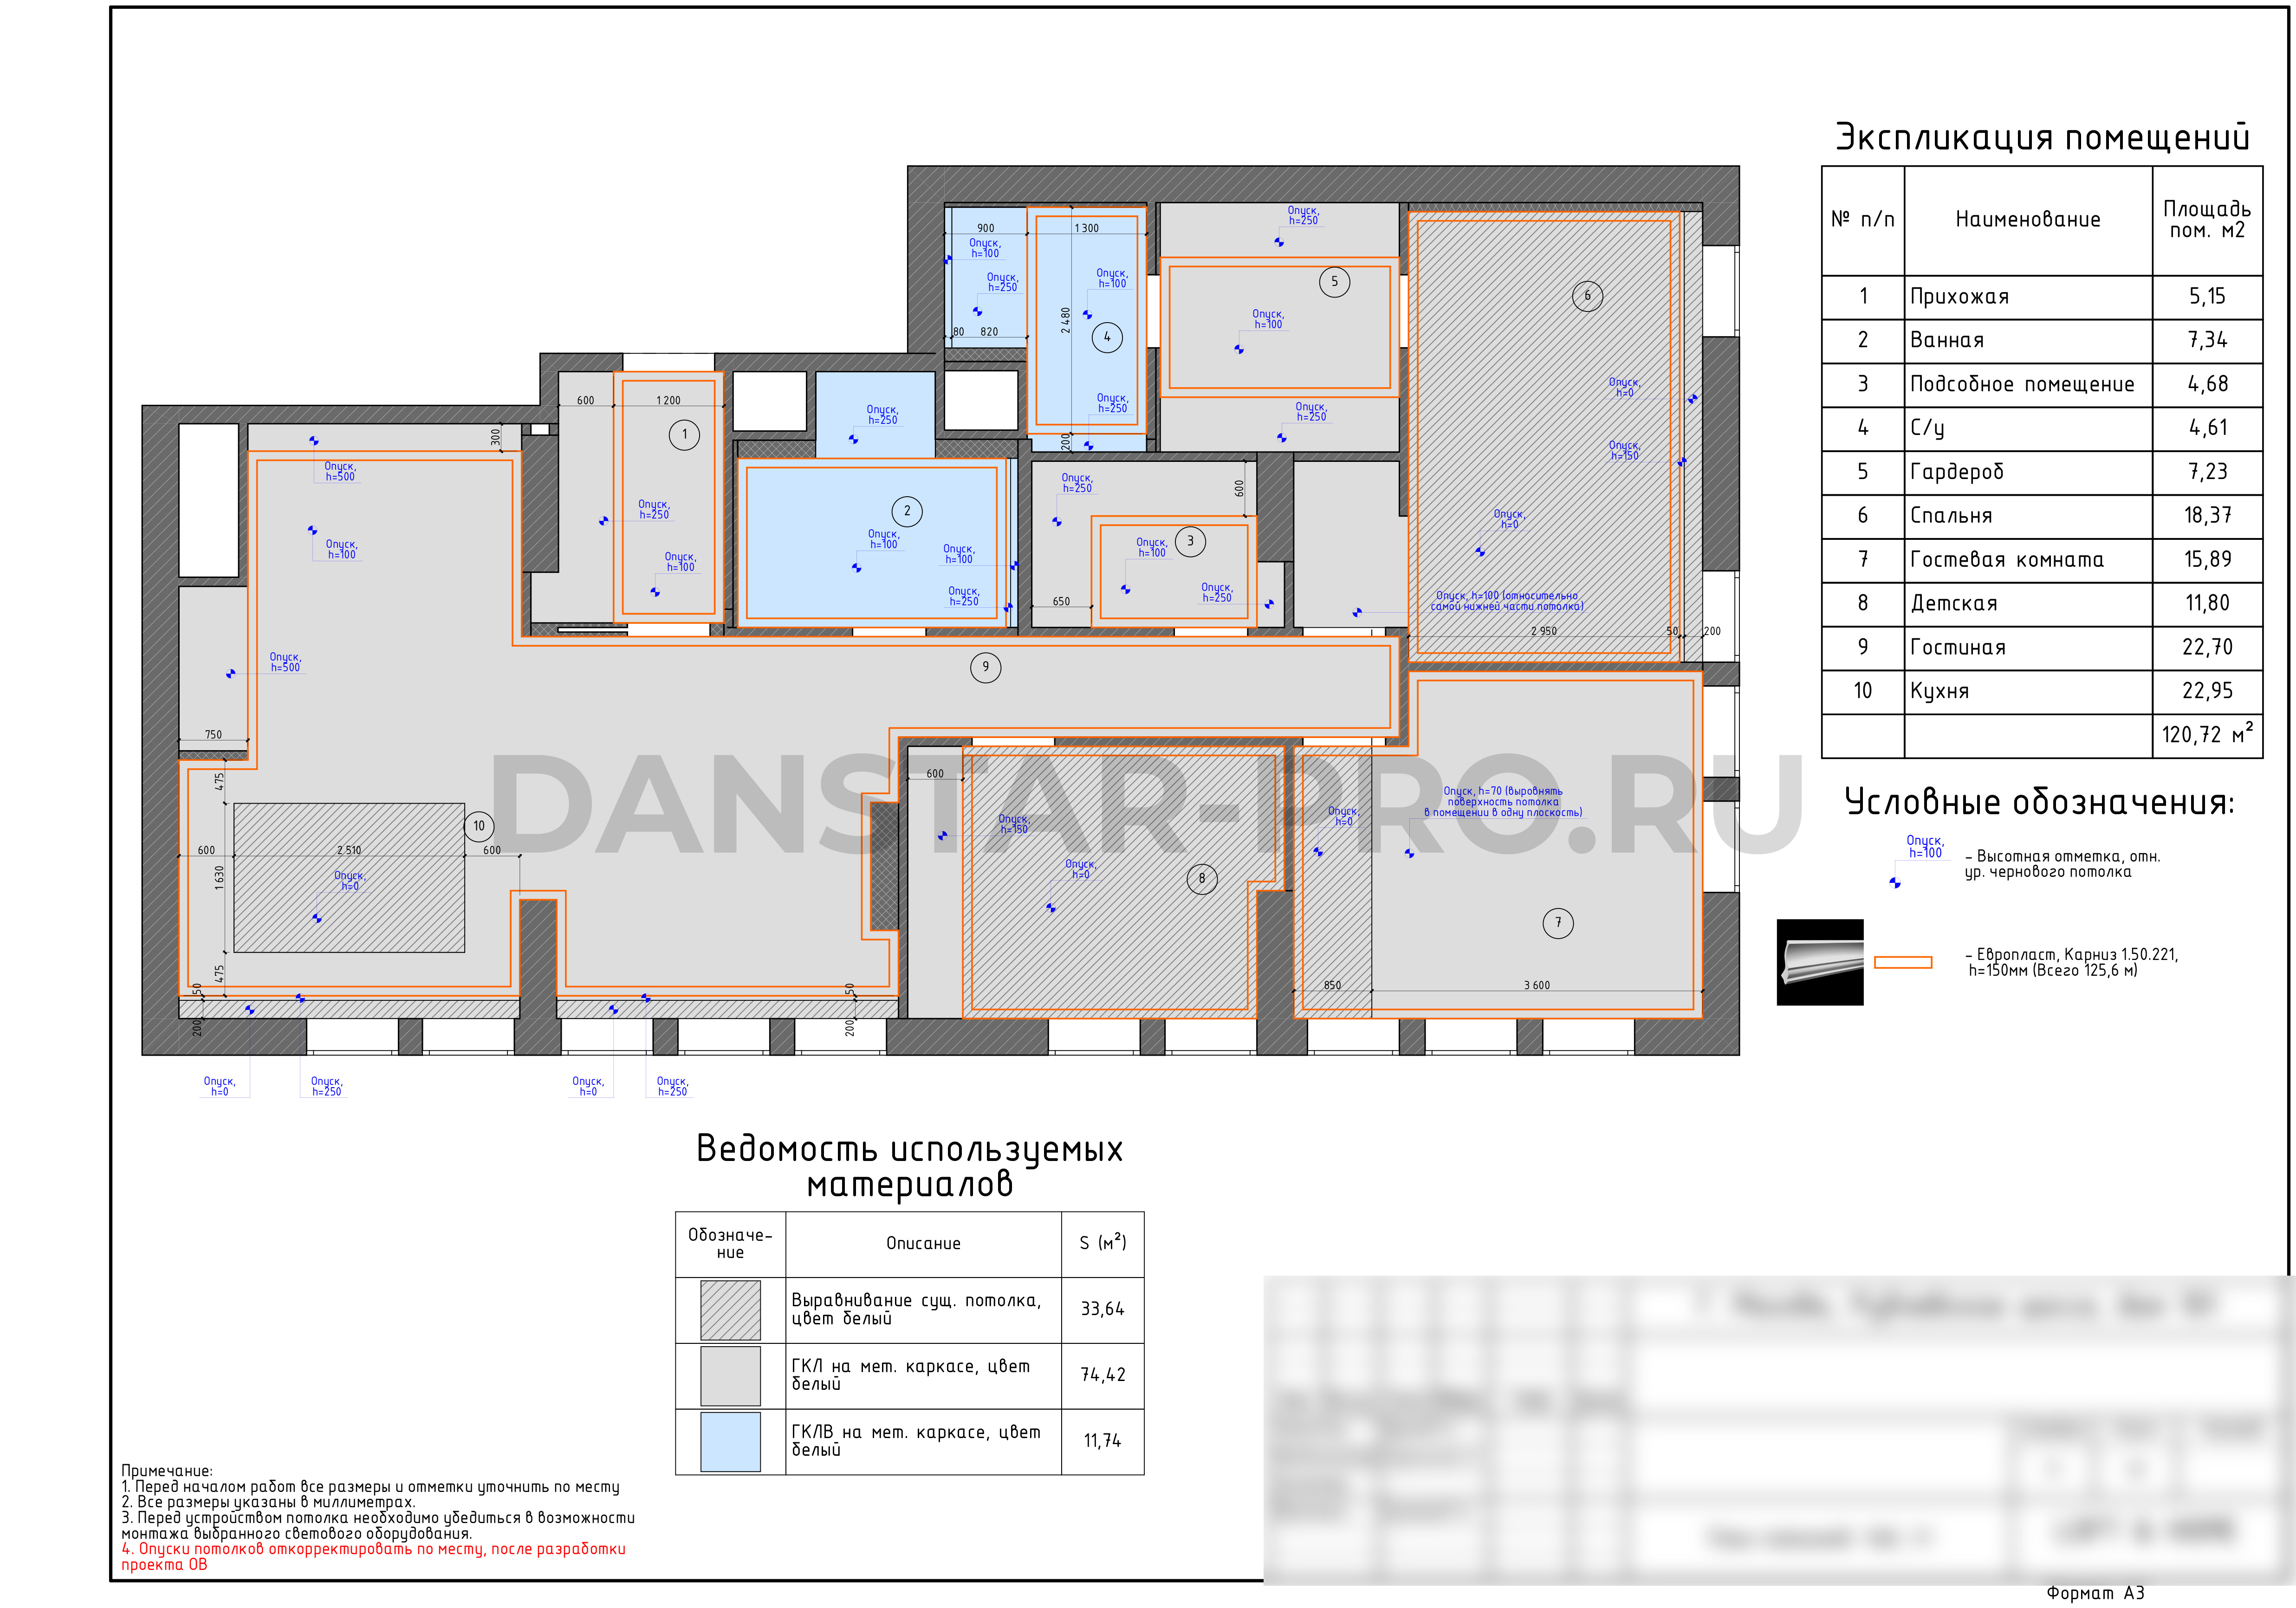 Экспликация помещений
№ п/п Наименование Площадь
пом. м2
1 Прихожая 5,15
2 Ванная 7,34
3 Подсобное помещение 4,68
4 С/у 4,61
5 Гардероб 7,23
6 Спальня 18,37
7 Гостевая комната 15,89
8 Детская 11,80
9 Гостиная 22,70
10 Кухня 22,95
120,72 м²
Условные обозначения:
Опуск,
h=100
- Высотная отметка, отн.
ур. чернового потолка
- Европласт, Карниз 1.50.221,
h=150мм (Всего 125,6 м)
900
1 300
Опуск,
h=100
Опуск,
h=250
Опуск,
h=100
2 480
80
820
4
Опуск,
h=250
200
Опуск,
h=250
5
Опуск,
h=100
Опуск,
h=250
6
Опуск,
h=0
Опуск,
h=150
Опуск,
h=0
Опуск, h=100 (относительно
самой нижней части потолка)
2 950
50
200
600
1 200
1
Опуск,
h=250
Опуск,
h=100
Опуск,
h=250
2
Опуск,
h=100
Опуск,
h=100
Опуск,
h=250
Опуск,
h=250
600
3
Опуск,
h=100
Опуск,
h=250
650
300
Опуск,
h=500
Опуск,
h=100
Опуск,
h=500
750
9
DANSTAR-PRO.RU
475
10
600
2 510
600
1 630
Опуск,
h=0
475
50
200
50
200
600
Опуск,
h=150
Опуск,
h=0
8
Опуск,
h=0
Опуск, h=70 (выровнять
поверхность потолка
в помещении в одну плоскость)
7
850
3 600
Опуск,
h=0
Опуск,
h=250
Опуск,
h=0
Опуск,
h=250
Ведомость используемых
материалов
Обозначе-
ние
Описание S (м²)
Выравнивание сущ. потолка,
цвет белый
33,64
ГКЛ на мет. каркасе, цвет
белый
74,42
ГКЛВ на мет. каркасе, цвет
белый
11,74
Примечание:
1. Перед началом работ все размеры и отметки уточнить по месту
2. Все размеры указаны в миллиметрах.
3. Перед устройством потолка необходимо убедиться в возможности
монтажа выбранного светового оборудования.
4. Опуски потолков откорректировать по месту, после разработки
проекта ОВ
Формат А3